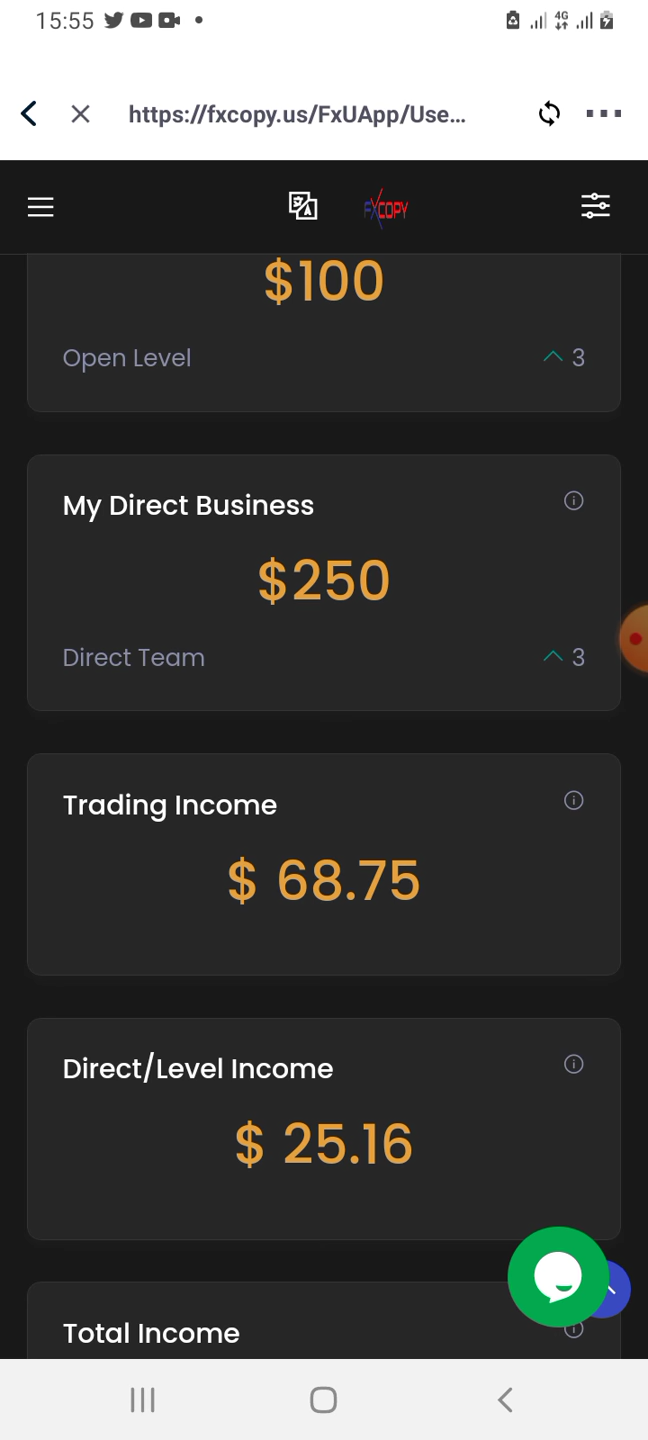 15:55
4G
https://fxcopy.us/FxUApp/Use...
FXCOPY
$100
Open Level 3
My Direct Business
$250
Direct Team 3
Trading Income
$ 68.75
Direct/Level Income
$ 25.16
Total Income